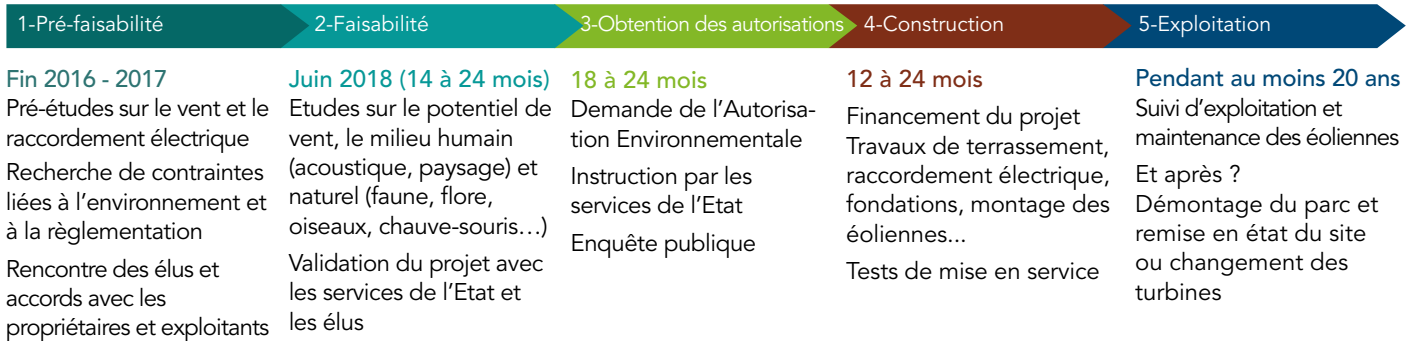 1-Pré-faisabilité
2-Faisabilité
3-Obtention des autorisations
4-Construction
5-Exploitation
Fin 2016 - 2017
Pré-études sur le vent et le
raccordement électrique
Recherche de contraintes
liées à l'environnement et
à la règlementation
Rencontre des élus et
accords avec les
propriétaires et exploitants
Juin 2018 (14 à 24 mois)
Etudes sur le potentiel de
vent, le milieu humain
(acoustique, paysage) et
naturel (faune, flore,
oiseaux, chauve-souris…)
Validation du projet avec
les services de l'Etat et
les élus
18 à 24 mois
Demande de l'Autorisa-
tion Environnementale
Instruction par les
services de l'Etat
Enquête publique
12 à 24 mois
Financement du projet
Travaux de terrassement,
raccordement électrique,
fondations, montage des
éoliennes...
Tests de mise en service
Pendant au moins 20 ans
Suivi d'exploitation et
maintenance des éoliennes
Et après ?
Démontage du parc et
remise en état du site
ou changement des
turbines